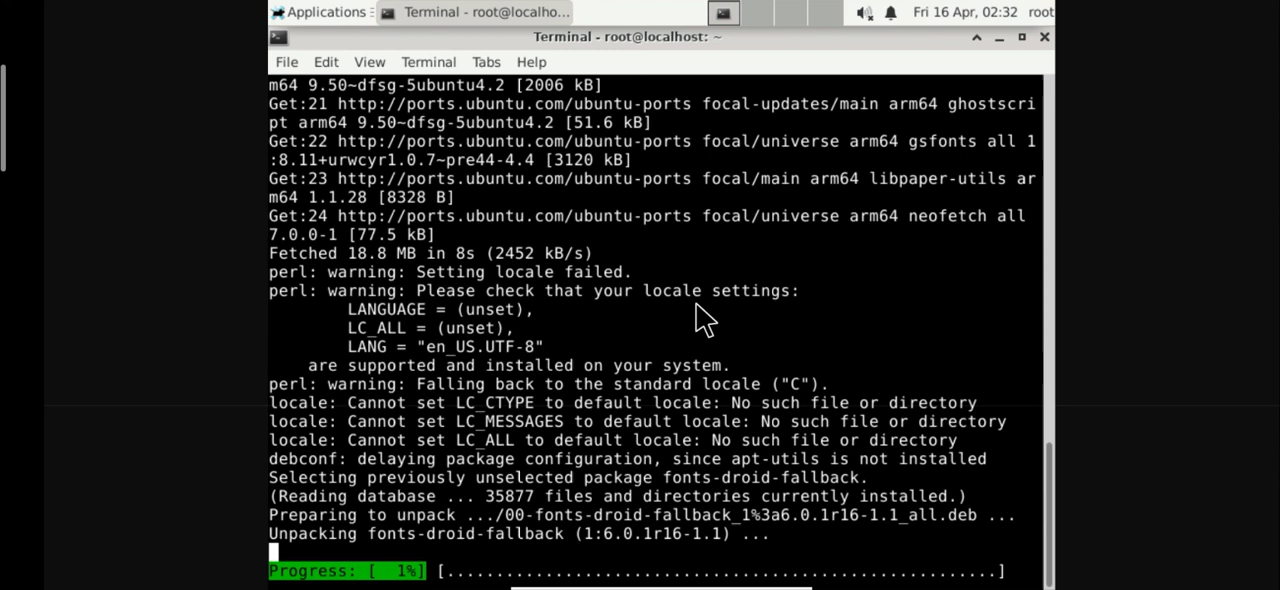 Applications Terminal - root@localho... Fri 16 Apr, 02:32 root
Terminal - root@localhost: ~
File Edit View Terminal Tabs Help
m64 9.50~dfsg-5ubuntu4.2 [2006 kB]
Get:21 http://ports.ubuntu.com/ubuntu-ports focal-updates/main arm64 ghostscri
pt arm64 9.50~dfsg-5ubuntu4.2 [51.6 kB]
Get:22 http://ports.ubuntu.com/ubuntu-ports focal/universe arm64 gsfonts all 1
:8.11+urwcyr1.0.7~pre44-4.4 [3120 kB]
Get:23 http://ports.ubuntu.com/ubuntu-ports focal/main arm64 libpaper-utils ar
m64 1.1.28 [8328 B]
Get:24 http://ports.ubuntu.com/ubuntu-ports focal/universe arm64 neofetch all
7.0.0-1 [77.5 kB]
Fetched 18.8 MB in 8s (2452 kB/s)
perl: warning: Setting locale failed.
perl: warning: Please check that your locale settings:
        LANGUAGE = (unset),
        LC_ALL = (unset),
        LANG = "en_US.UTF-8"
    are supported and installed on your system.
perl: warning: Falling back to the standard locale ("C").
locale: Cannot set LC_CTYPE to default locale: No such file or directory
locale: Cannot set LC_MESSAGES to default locale: No such file or directory
locale: Cannot set LC_ALL to default locale: No such file or directory
debconf: delaying package configuration, since apt-utils is not installed
Selecting previously unselected package fonts-droid-fallback.
(Reading database ... 35877 files and directories currently installed.)
Preparing to unpack .../00-fonts-droid-fallback_1%3a6.0.1r16-1.1_all.deb ...
Unpacking fonts-droid-fallback (1:6.0.1r16-1.1) ...
Progress: [  1%] [........................................................]